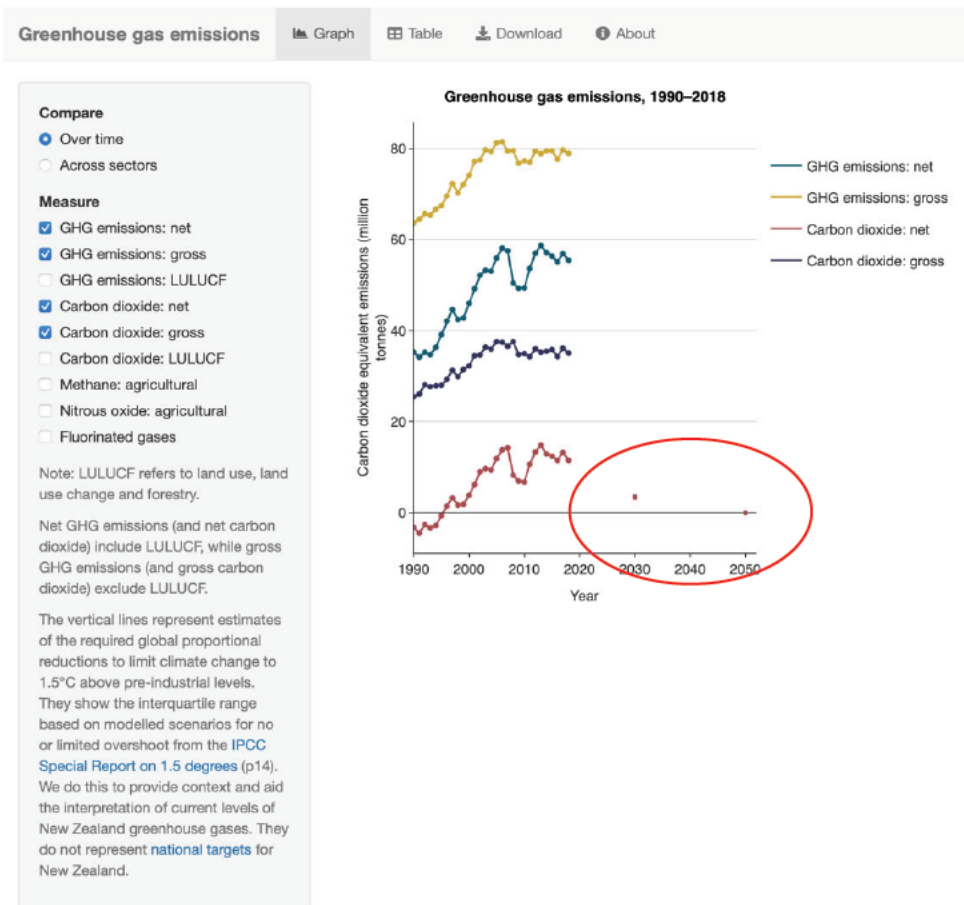 Greenhouse gas emissions Graph Table Download About
Compare
Over time
Across sectors
Measure
GHG emissions: net
GHG emissions: gross
GHG emissions: LULUCF
Carbon dioxide: net
Carbon dioxide: gross
Carbon dioxide: LULUCF
Methane: agricultural
Nitrous oxide: agricultural
Fluorinated gases
Note: LULUCF refers to land use, land
use change and forestry.
Net GHG emissions (and net carbon
dioxide) include LULUCF, while gross
GHG emissions (and gross carbon
dioxide) exclude LULUCF.
The vertical lines represent estimates
of the required global proportional
reductions to limit climate change to
1.5°C above pre-industrial levels.
They show the interquartile range
based on modelled scenarios for no
or limited overshoot from the IPCC
Special Report on 1.5 degrees (p14).
We do this to provide context and aid
the interpretation of current levels of
New Zealand greenhouse gases. They
do not represent national targets for
New Zealand.
Greenhouse gas emissions, 1990–2018
Carbon dioxide equivalent emissions (million
tonnes)
80
60
40
20
0
1990 2000 2010 2020 2030 2040 2050
Year
GHG emissions: net
GHG emissions: gross
Carbon dioxide: net
Carbon dioxide: gross